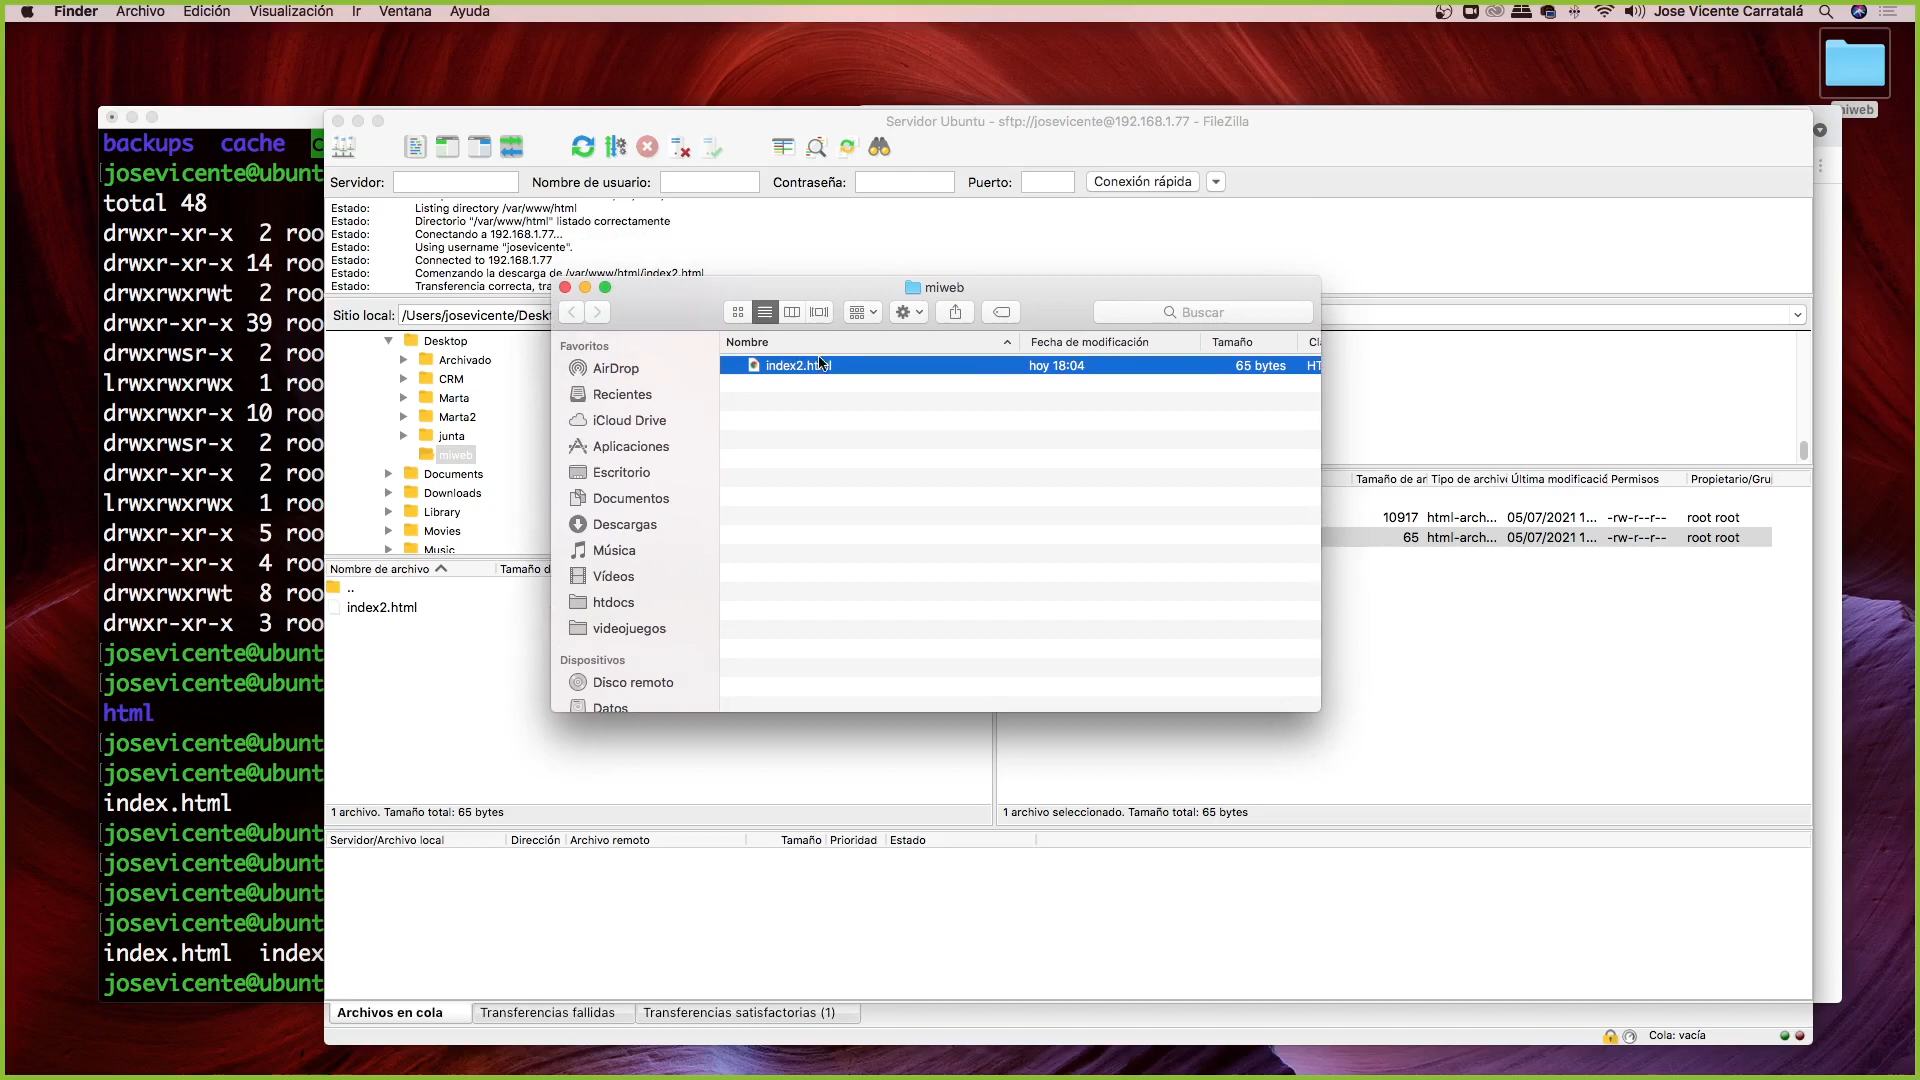 Finder Archivo Edición Visualización Ir Ventana Ayuda Jose Vicente Carratalá
backups cache
josevicente@ubunt
total 48
drwxr-xr-x 2 roo
drwxr-xr-x 14 roo
drwxrwxrwt 2 roo
drwxr-xr-x 39 roo
drwxrwsr-x 2 roo
lrwxrwxrwx 1 roo
drwxrwxr-x 10 roo
drwxrwsr-x 2 roo
drwxr-xr-x 2 roo
lrwxrwxrwx 1 roo
drwxr-xr-x 5 roo
drwxr-xr-x 4 roo
drwxrwxrwt 8 roo
drwxr-xr-x 3 roo
josevicente@ubunt
josevicente@ubunt
html
josevicente@ubunt
josevicente@ubunt
index.html
josevicente@ubunt
josevicente@ubunt
josevicente@ubunt
josevicente@ubunt
index.html index
josevicente@ubunt
Servidor Ubuntu - sftp://josevicente@192.168.1.77 - FileZilla
Servidor: Nombre de usuario: Contraseña: Puerto: Conexión rápida
Estado: Listing directory /var/www/html
Estado: Directorio "/var/www/html" listado correctamente
Estado: Conectando a 192.168.1.77...
Estado: Using username "josevicente".
Estado: Connected to 192.168.1.77
Estado: Comenzando la descarga de /var/www/html/index2.html
Estado: Transferencia correcta, tra
Sitio local: /Users/josevicente/Deskt
Desktop
Archivado
CRM
Marta
Marta2
junta
miweb
Documents
Downloads
Library
Movies
Music
Nombre de archivo Tamaño d
..
index2.html
1 archivo. Tamaño total: 65 bytes
miweb
Buscar
Favoritos
AirDrop
Recientes
iCloud Drive
Aplicaciones
Escritorio
Documentos
Descargas
Música
Vídeos
htdocs
videojuegos
Dispositivos
Disco remoto
Datos
Nombre Fecha de modificación Tamaño Cl
index2.html hoy 18:04 65 bytes HT
Tamaño de ar Tipo de archiv Última modificació Permisos Propietario/Gru
10917 html-arch... 05/07/2021 1... -rw-r--r-- root root
65 html-arch... 05/07/2021 1... -rw-r--r-- root root
1 archivo seleccionado. Tamaño total: 65 bytes
Servidor/Archivo local Dirección Archivo remoto Tamaño Prioridad Estado
Archivos en cola Transferencias fallidas Transferencias satisfactorias (1)
Cola: vacía